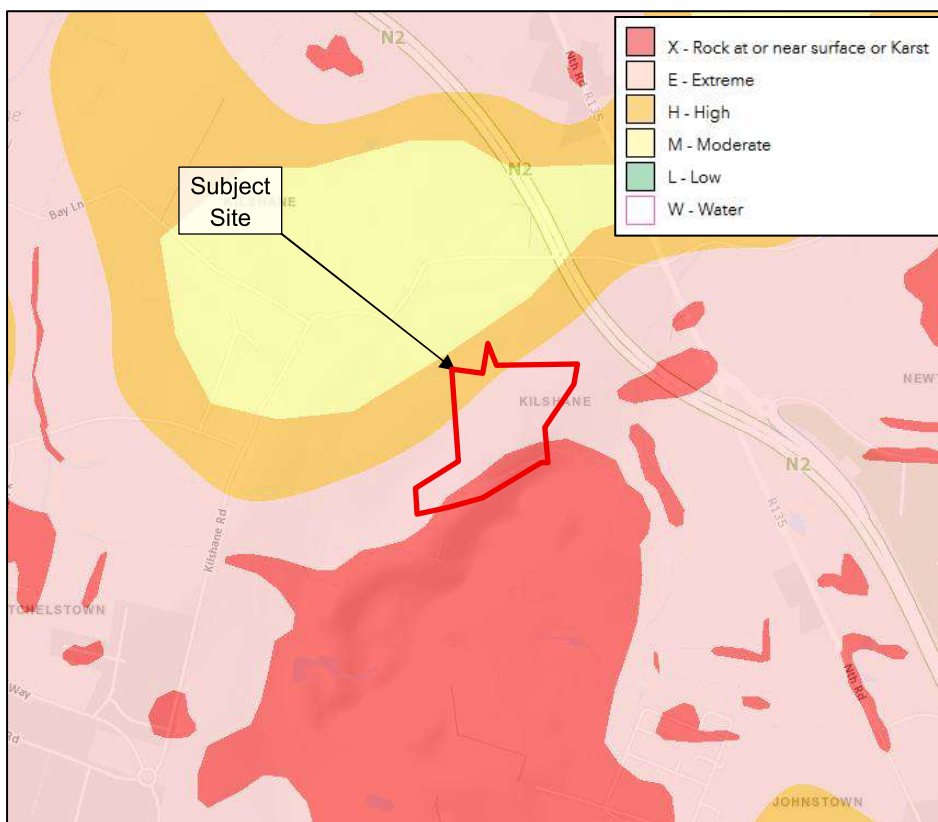 N2
Nth Rd
R135
X - Rock at or near surface or Karst
E - Extreme
H - High
M - Moderate
L - Low
W - Water
N2
Subject
Site
Bay Ln
KILSHANE
NEWT
N2
R135
Kilshane Rd
TCHELSTOWN
Way
Rd
Nth Rd
JOHNSTOWN